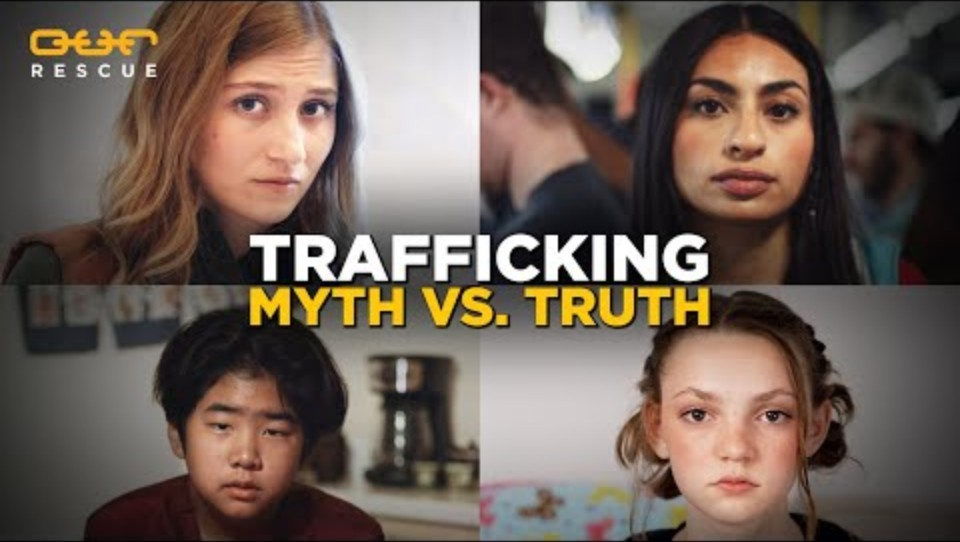 OUR
RESCUE
TRAFFICKING
MYTH VS. TRUTH